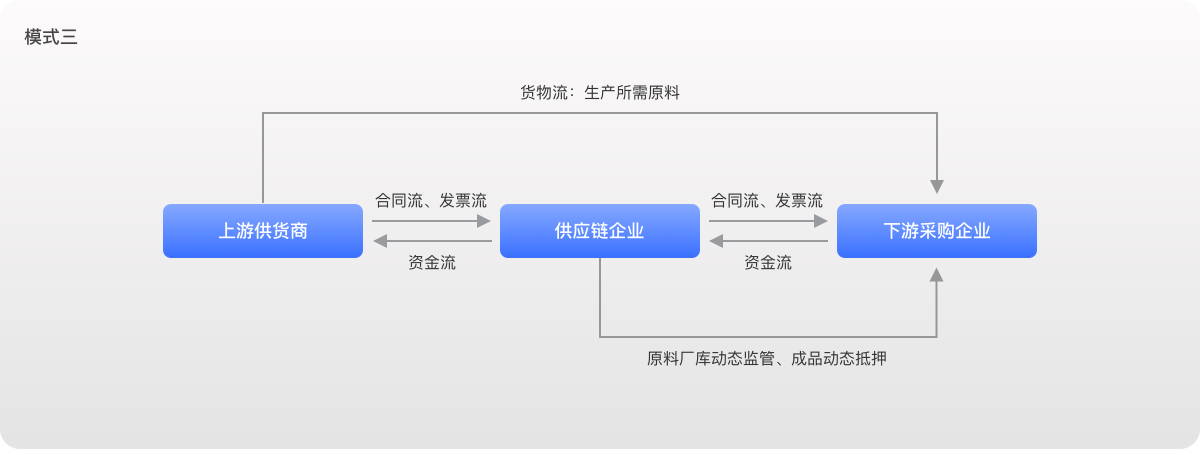 模式三
货物流：生产所需原料
合同流、发票流
合同流、发票流
上游供货商
供应链企业
下游采购企业
资金流
资金流
原料厂库动态监管、成品动态抵押